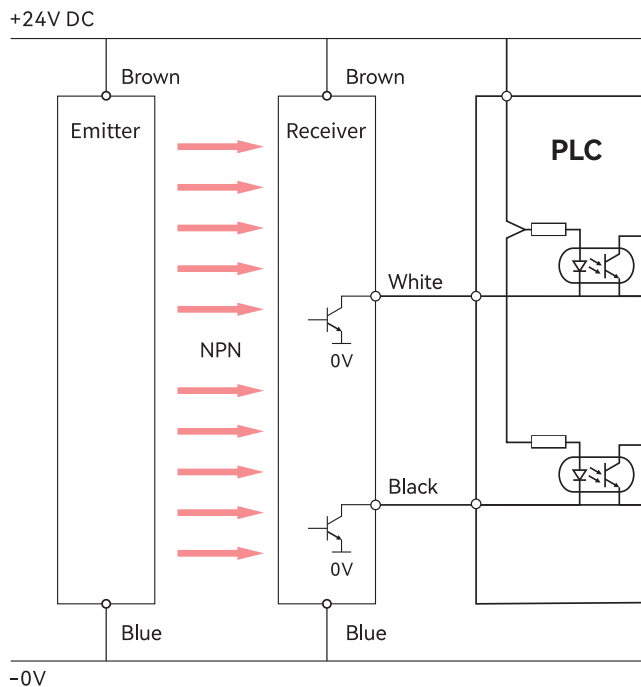 +24V DC
Brown
Brown
Emitter
Receiver
PLC
White
NPN
0V
Black
0V
Blue
Blue
−0V